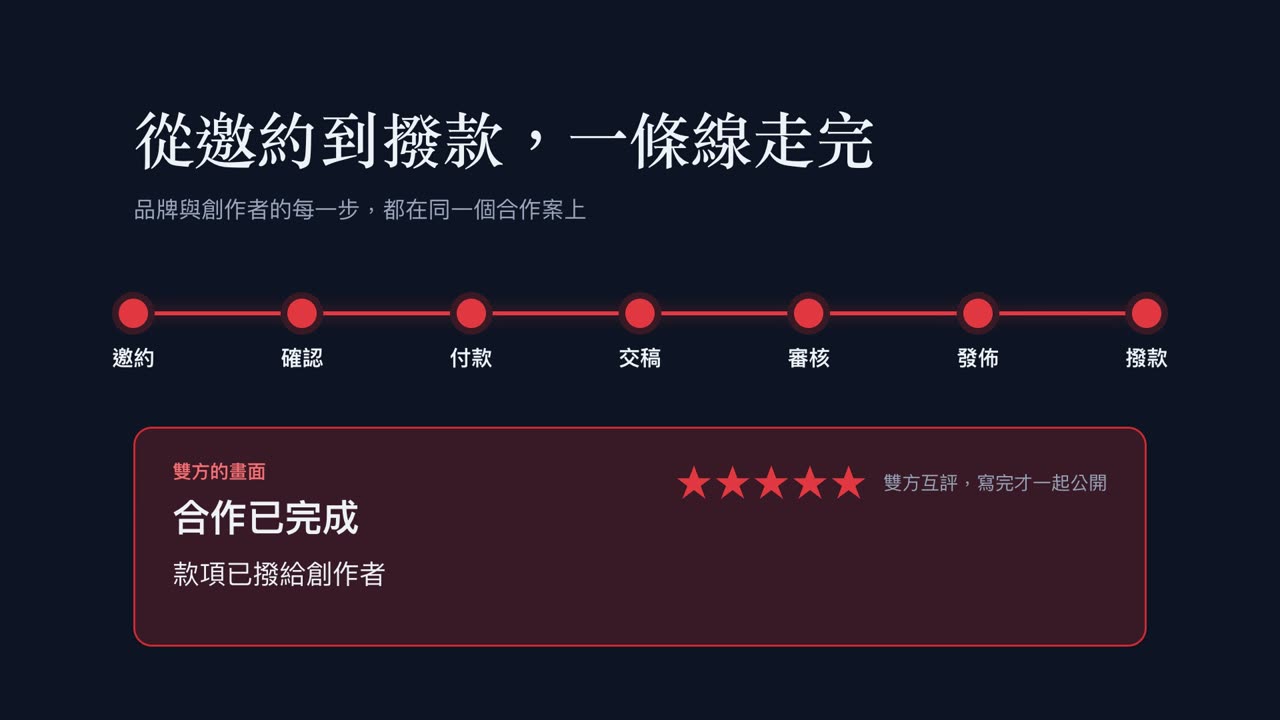 從邀約到撥款，一條線走完
品牌與創作者的每一步，都在同一個合作案上
邀約
確認
付款
交稿
審核
發佈
撥款
雙方的畫面
合作已完成
款項已撥給創作者
雙方互評，寫完才一起公開